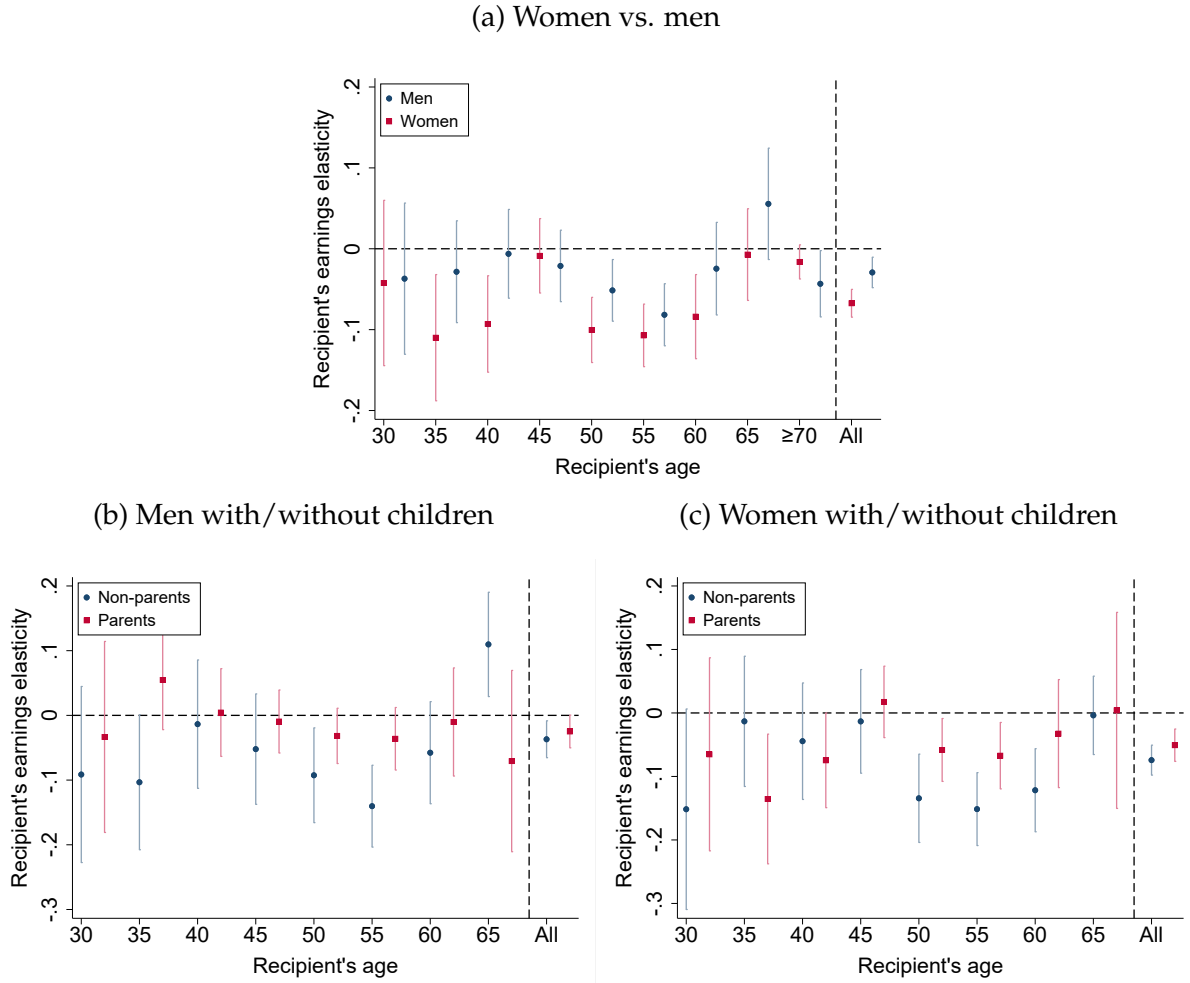 (a) Women vs. men
Recipient's earnings elasticity
.2
.1
0
-.1
-.2
Men
Women
30 35 40 45 50 55 60 65 ≥70 All
Recipient's age
(b) Men with/without children
Recipient's earnings elasticity
.2
.1
0
-.1
-.2
-.3
Non-parents
Parents
30 35 40 45 50 55 60 65 All
Recipient's age
(c) Women with/without children
Recipient's earnings elasticity
.2
.1
0
-.1
-.2
-.3
Non-parents
Parents
30 35 40 45 50 55 60 65 All
Recipient's age